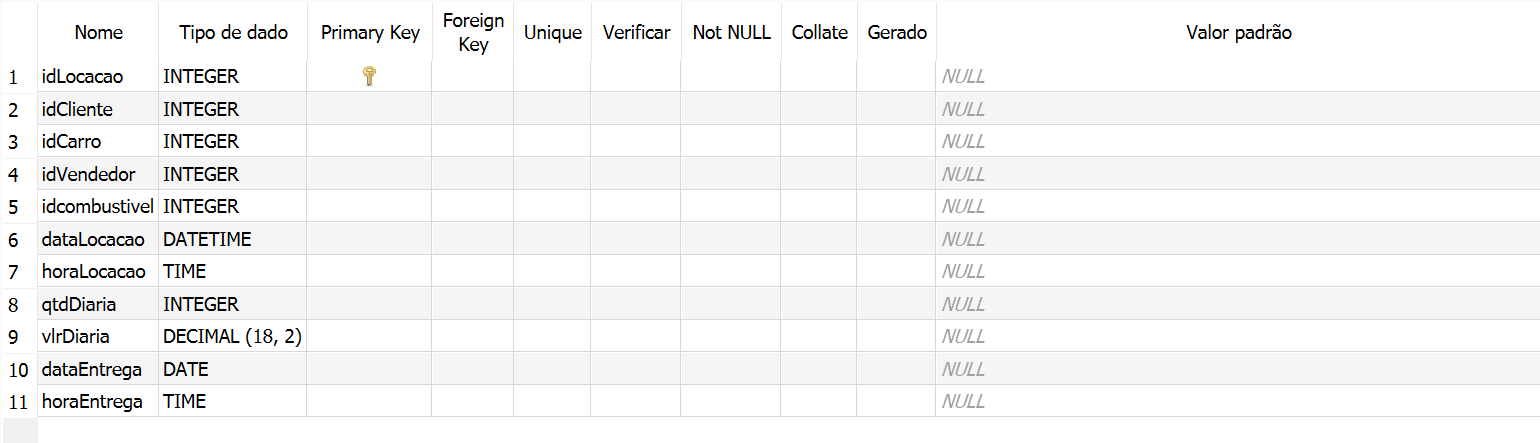 Nome Tipo de dado Primary Key Foreign Key Unique Verificar Not NULL Collate Gerado Valor padrão
1 idLocacao INTEGER NULL
2 idCliente INTEGER NULL
3 idCarro INTEGER NULL
4 idVendedor INTEGER NULL
5 idcombustivel INTEGER NULL
6 dataLocacao DATETIME NULL
7 horaLocacao TIME NULL
8 qtdDiaria INTEGER NULL
9 vlrDiaria DECIMAL (18, 2) NULL
10 dataEntrega DATE NULL
11 horaEntrega TIME NULL